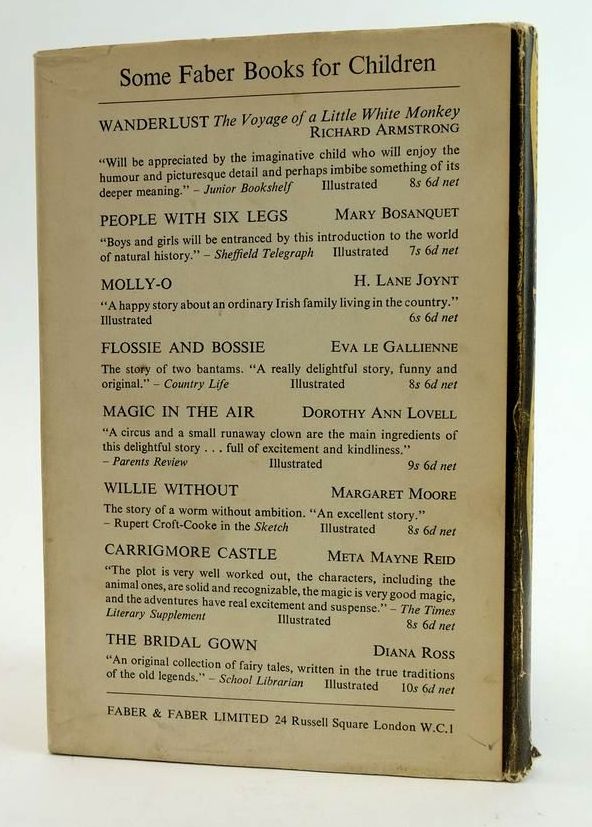 Some Faber Books for Children
WANDERLUST The Voyage of a Little White Monkey
RICHARD ARMSTRONG
"Will be appreciated by the imaginative child who will enjoy the
humour and picturesque detail and perhaps imbibe something of its
deeper meaning." – Junior Bookshelf Illustrated 8s 6d net
PEOPLE WITH SIX LEGS MARY BOSANQUET
"Boys and girls will be entranced by this introduction to the world
of natural history." – Sheffield Telegraph Illustrated 7s 6d net
MOLLY-O H. LANE JOYNT
"A happy story about an ordinary Irish family living in the country."
Illustrated 6s 6d net
FLOSSIE AND BOSSIE EVA LE GALLIENNE
The story of two bantams. "A really delightful story, funny and
original." – Country Life Illustrated 8s 6d net
MAGIC IN THE AIR DOROTHY ANN LOVELL
"A circus and a small runaway clown are the main ingredients of
this delightful story . . . full of excitement and kindliness."
– Parents Review Illustrated 9s 6d net
WILLIE WITHOUT MARGARET MOORE
The story of a worm without ambition. "An excellent story."
– Rupert Croft-Cooke in the Sketch Illustrated 8s 6d net
CARRIGMORE CASTLE META MAYNE REID
"The plot is very well worked out, the characters, including the
animal ones, are solid and recognizable, the magic is very good magic,
and the adventures have real excitement and suspense." – The Times
Literary Supplement Illustrated 8s 6d net
THE BRIDAL GOWN DIANA ROSS
"An original collection of fairy tales, written in the true traditions
of the old legends." – School Librarian Illustrated 10s 6d net
FABER & FABER LIMITED 24 Russell Square London W.C.1